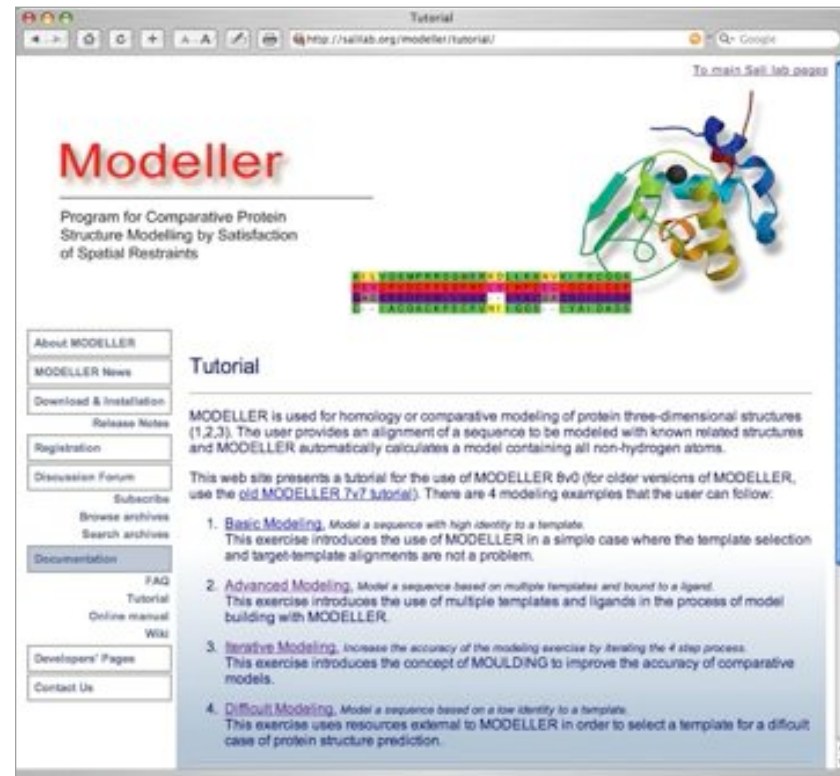 Tutorial
A A
http://salilab.org/modeller/tutorial/
Google
To main Sali lab pages
Modeller
Program for Comparative Protein
Structure Modelling by Satisfaction
of Spatial Restraints
About MODELLER
MODELLER News
Download & Installation
Release Notes
Registration
Discussion Forum
Subscribe
Browse archives
Search archives
Documentation
FAQ
Tutorial
Online manual
Wiki
Developers' Pages
Contact Us
Tutorial
MODELLER is used for homology or comparative modeling of protein three-dimensional structures
(1,2,3). The user provides an alignment of a sequence to be modeled with known related structures
and MODELLER automatically calculates a model containing all non-hydrogen atoms.
This web site presents a tutorial for the use of MODELLER 8v0 (for older versions of MODELLER,
use the old MODELLER 7v7 tutorial). There are 4 modeling examples that the user can follow:
1. Basic Modeling. Model a sequence with high identity to a template.
This exercise introduces the use of MODELLER in a simple case where the template selection
and target-template alignments are not a problem.
2. Advanced Modeling. Model a sequence based on multiple templates and bound to a ligand.
This exercise introduces the use of multiple templates and ligands in the process of model
building with MODELLER.
3. Iterative Modeling. Increase the accuracy of the modeling exercise by iterating the 4 step process.
This exercise introduces the concept of MOULDING to improve the accuracy of comparative
models.
4. Difficult Modeling. Model a sequence based on a low identity to a template.
This exercise uses resources external to MODELLER in order to select a template for a difficult
case of protein structure prediction.